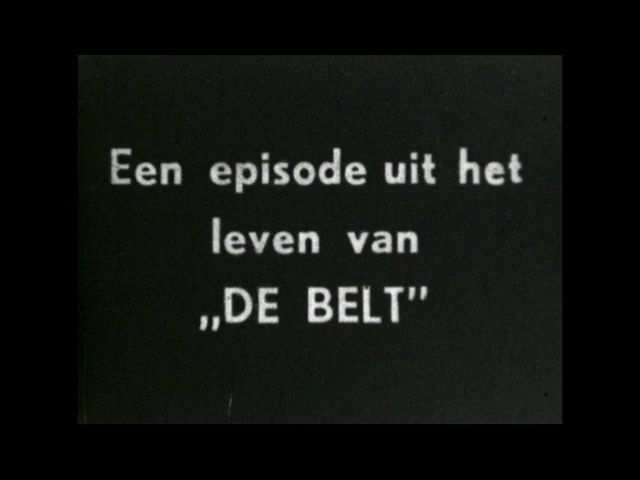 Een episode uit het
leven van
„DE BELT”